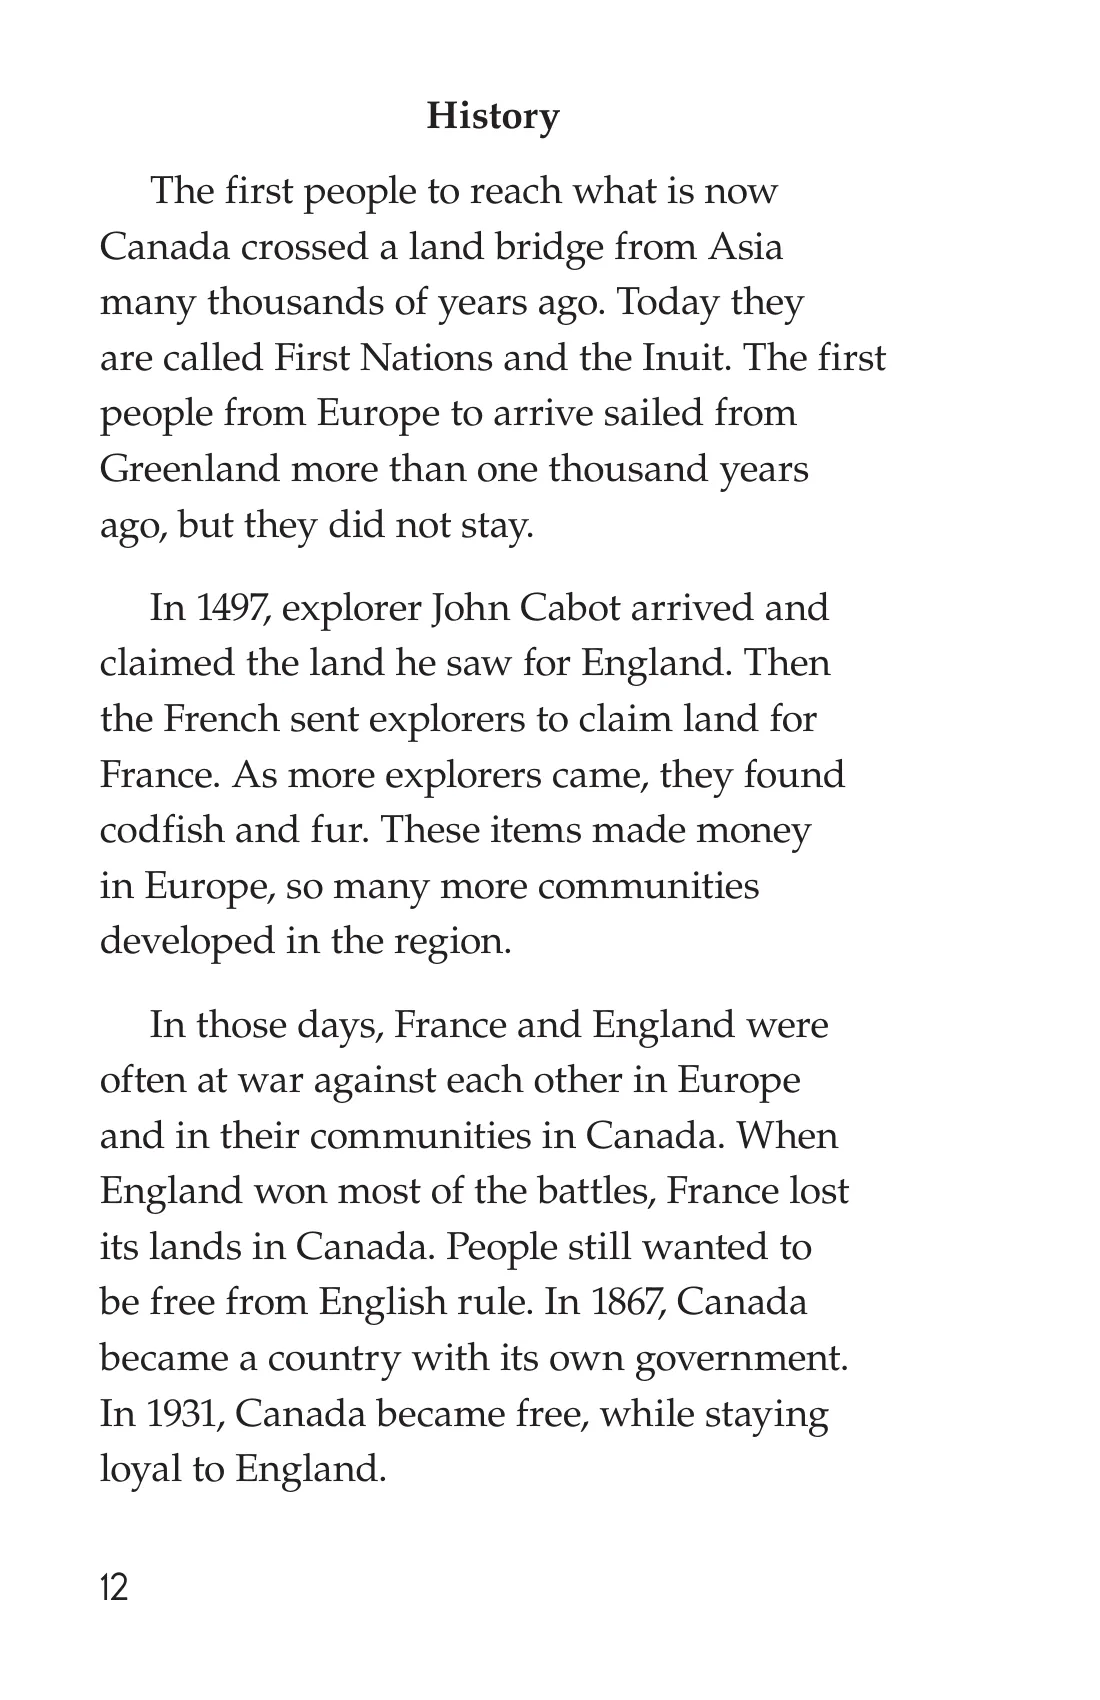 History
The first people to reach what is now
Canada crossed a land bridge from Asia
many thousands of years ago. Today they
are called First Nations and the Inuit. The first
people from Europe to arrive sailed from
Greenland more than one thousand years
ago, but they did not stay.
In 1497, explorer John Cabot arrived and
claimed the land he saw for England. Then
the French sent explorers to claim land for
France. As more explorers came, they found
codfish and fur. These items made money
in Europe, so many more communities
developed in the region.
In those days, France and England were
often at war against each other in Europe
and in their communities in Canada. When
England won most of the battles, France lost
its lands in Canada. People still wanted to
be free from English rule. In 1867, Canada
became a country with its own government.
In 1931, Canada became free, while staying
loyal to England.
12